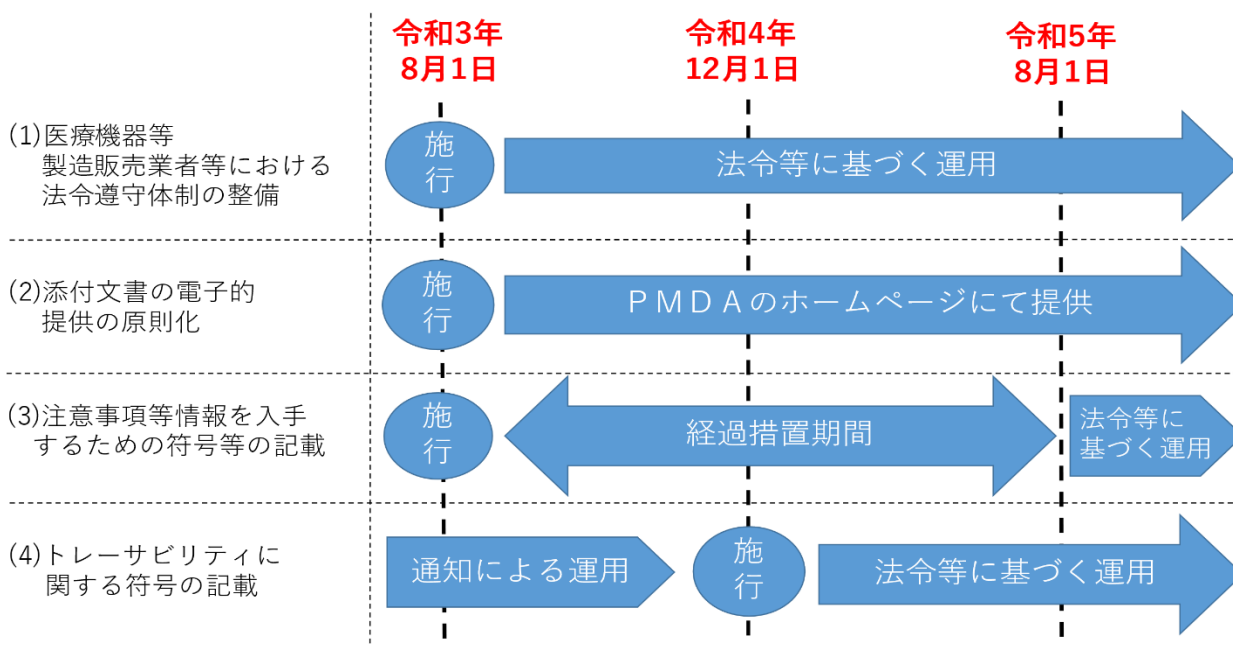 令和3年
8月1日
令和4年
12月1日
令和5年
8月1日
(1)医療機器等
製造販売業者等における
法令遵守体制の整備
施
行
法令等に基づく運用
(2)添付文書の電子的
提供の原則化
施
行
ＰＭＤＡのホームページにて提供
(3)注意事項等情報を入手
するための符号等の記載
施
行
経過措置期間
法令等に
基づく運用
(4)トレーサビリティに
関する符号の記載
通知による運用
施
行
法令等に基づく運用